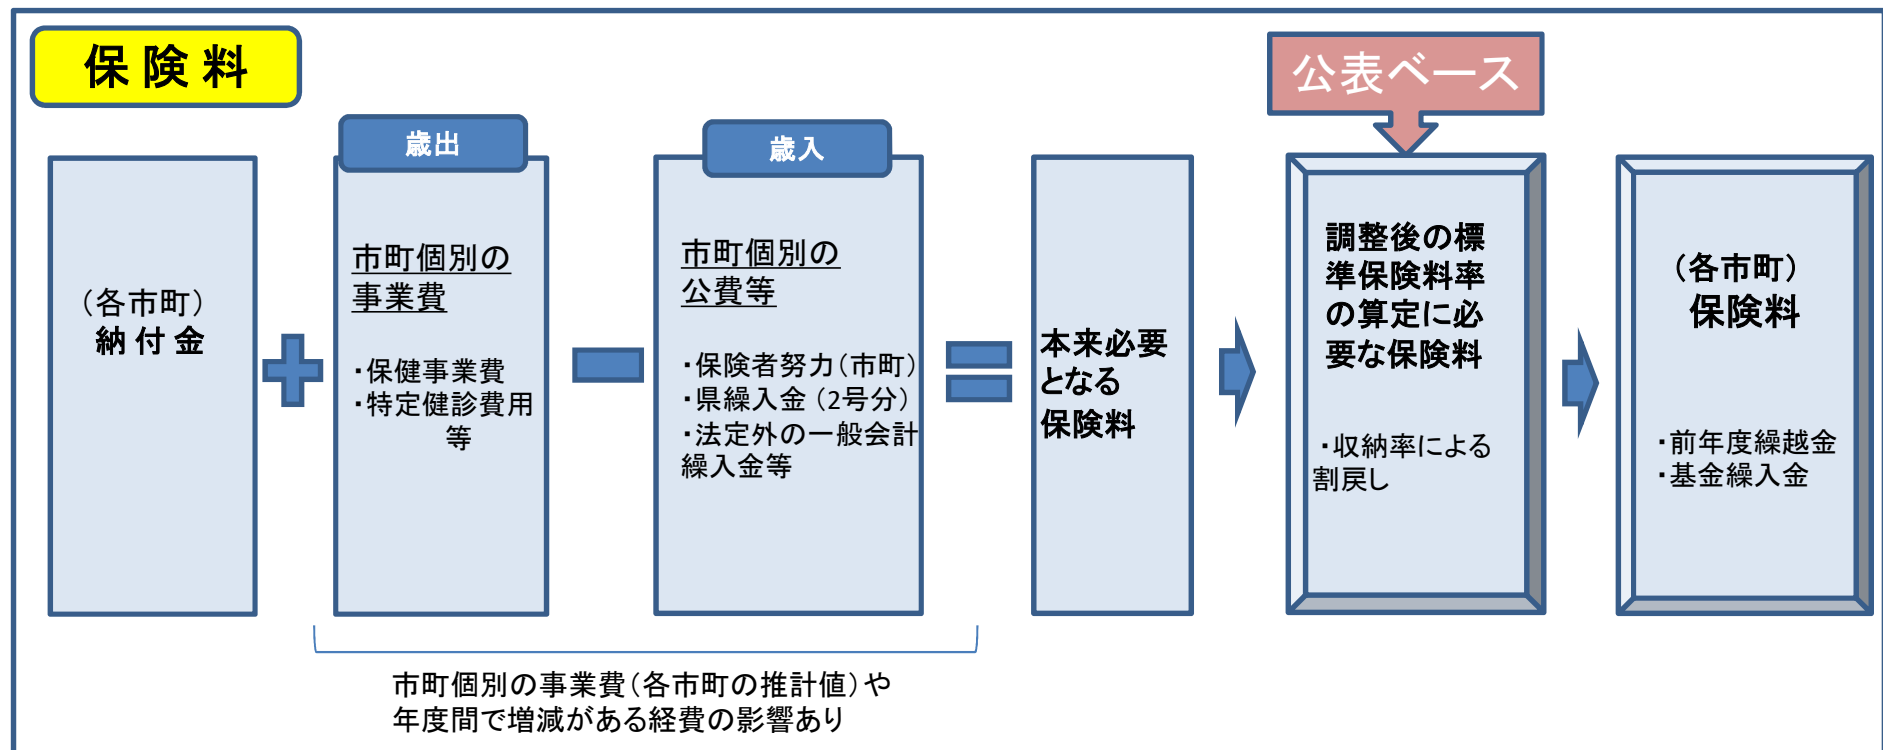 保険料
公表ベース
歳出
歳入
（各市町）
納付金
市町個別の
事業費
・保健事業費
・特定健診費用
等
市町個別の
公費等
・保険者努力（市町）
・県繰入金（2号分）
・法定外の一般会計
繰入金等
本来必要
となる
保険料
調整後の標
準保険料率
の算定に必
要な保険料
・収納率による
割戻し
（各市町）
保険料
・前年度繰越金
・基金繰入金
市町個別の事業費（各市町の推計値）や
年度間で増減がある経費の影響あり